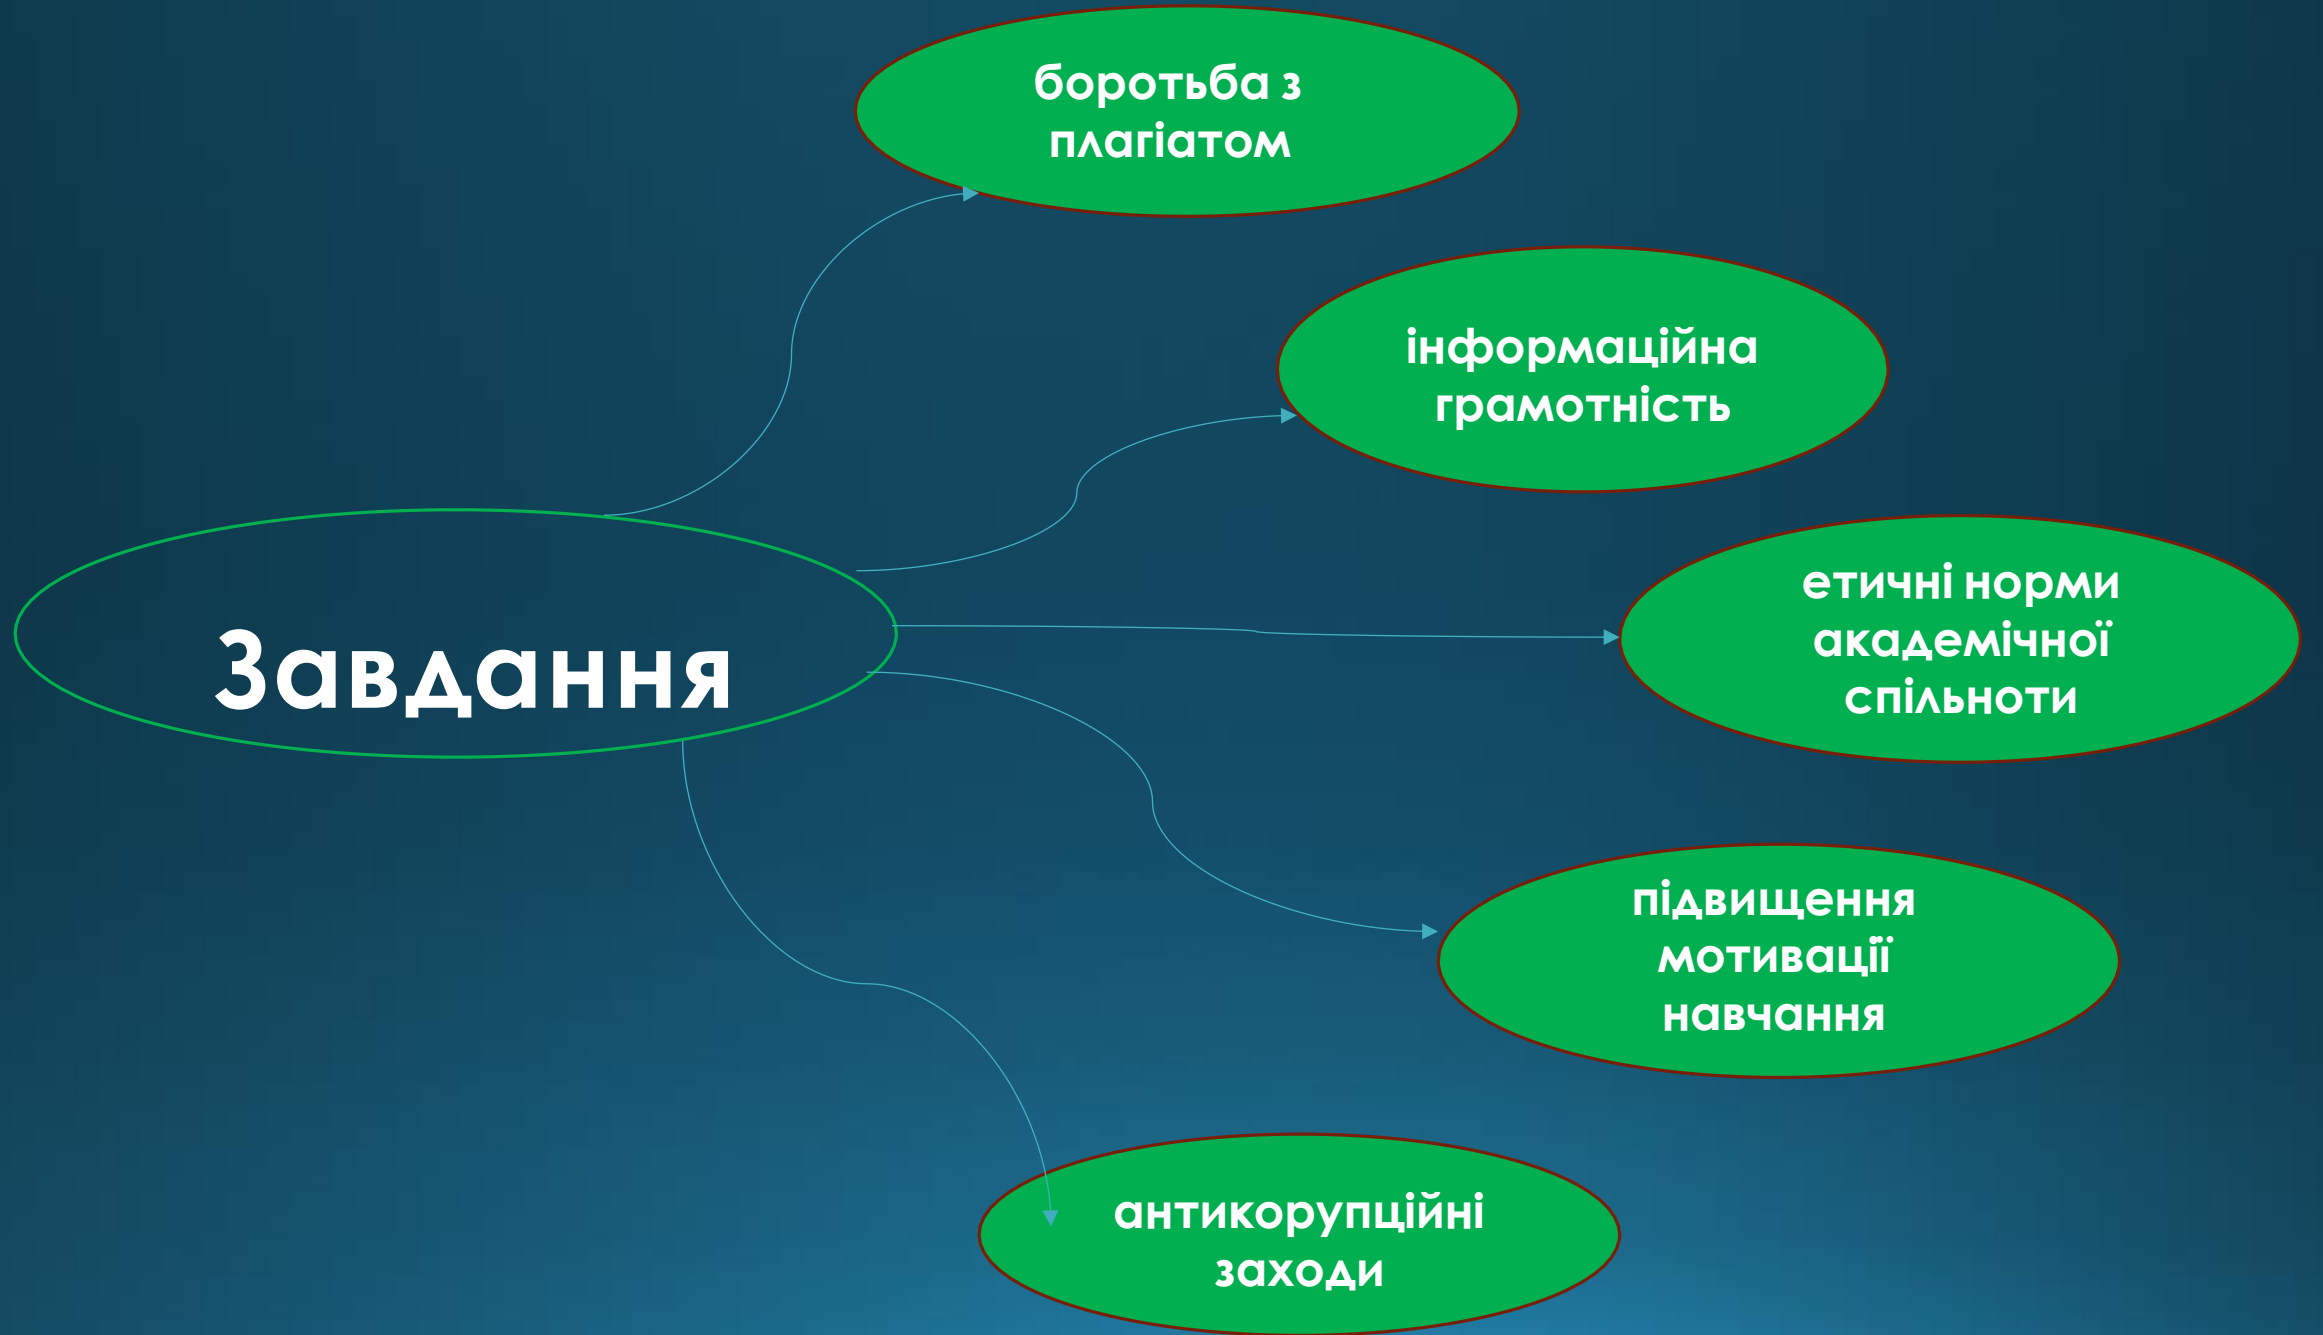 боротьба з
плагіатом
інформаційна
грамотність
етичні норми
академічної
спільноти
Завдання
підвищення
мотивації
навчання
антикорупційні
заходи